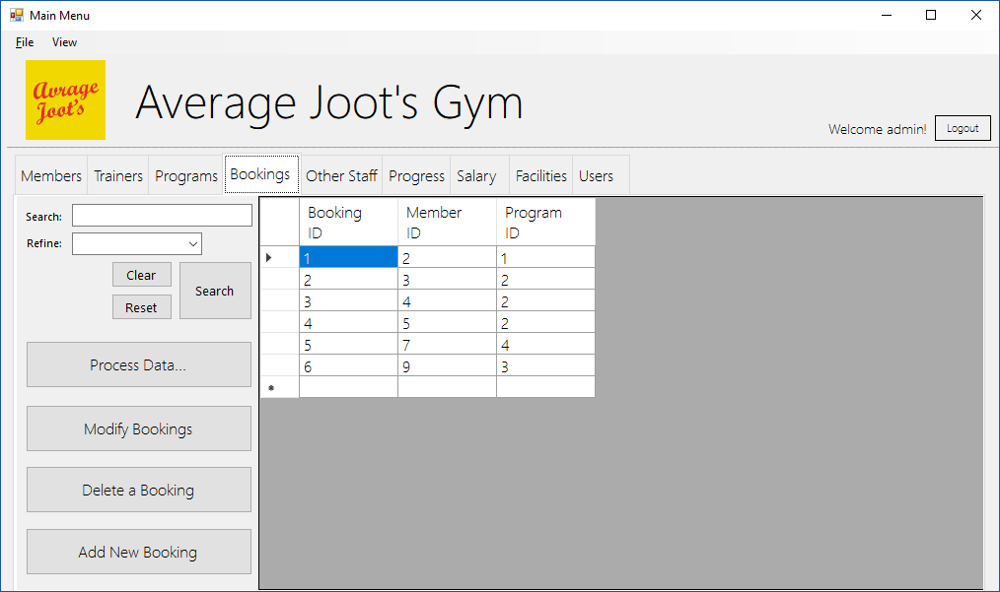 Main Menu
File View
Avrage
Joot's
Average Joot's Gym
Welcome admin! Logout
Members Trainers Programs Bookings Other Staff Progress Salary Facilities Users
Search:
Refine:
Clear
Search
Reset
Process Data...
Modify Bookings
Delete a Booking
Add New Booking
Booking ID Member ID Program ID
1 2 1
2 3 2
3 4 2
4 5 2
5 7 4
6 9 3